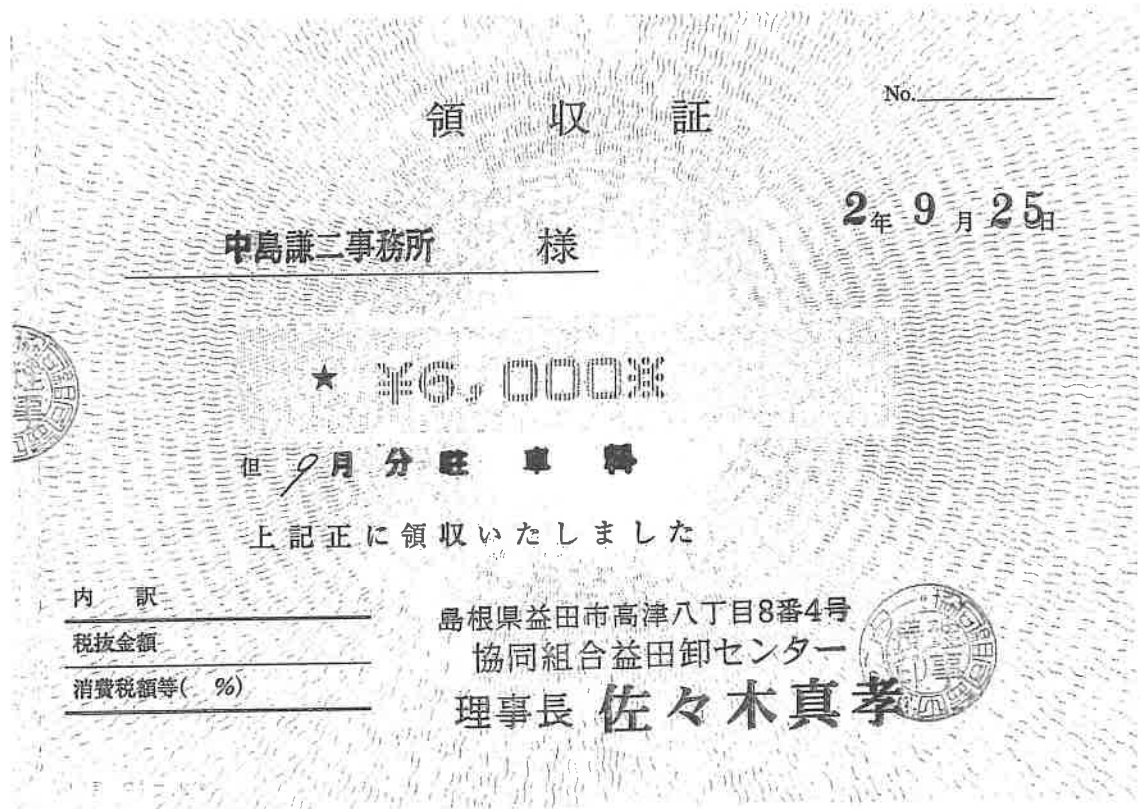 No.
領収証
2年9月25日
中島謙二事務所 様
★ ¥6,000※
但 9月分駐車料
上記正に領収いたしました
内訳
税抜金額
消費税額等( %)
島根県益田市高津八丁目8番4号
協同組合益田卸センター
理事長 佐々木真孝